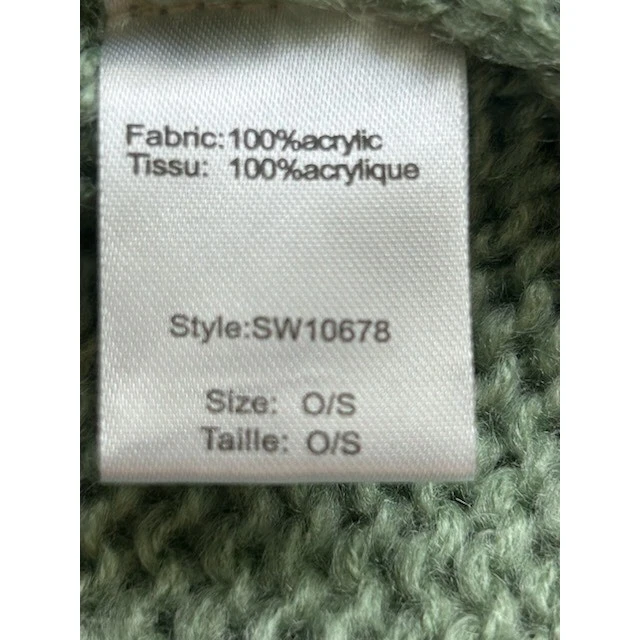 Fabric:100%acrylic
Tissu: 100%acrylique
Style:SW10678
Size: O/S
Taille: O/S